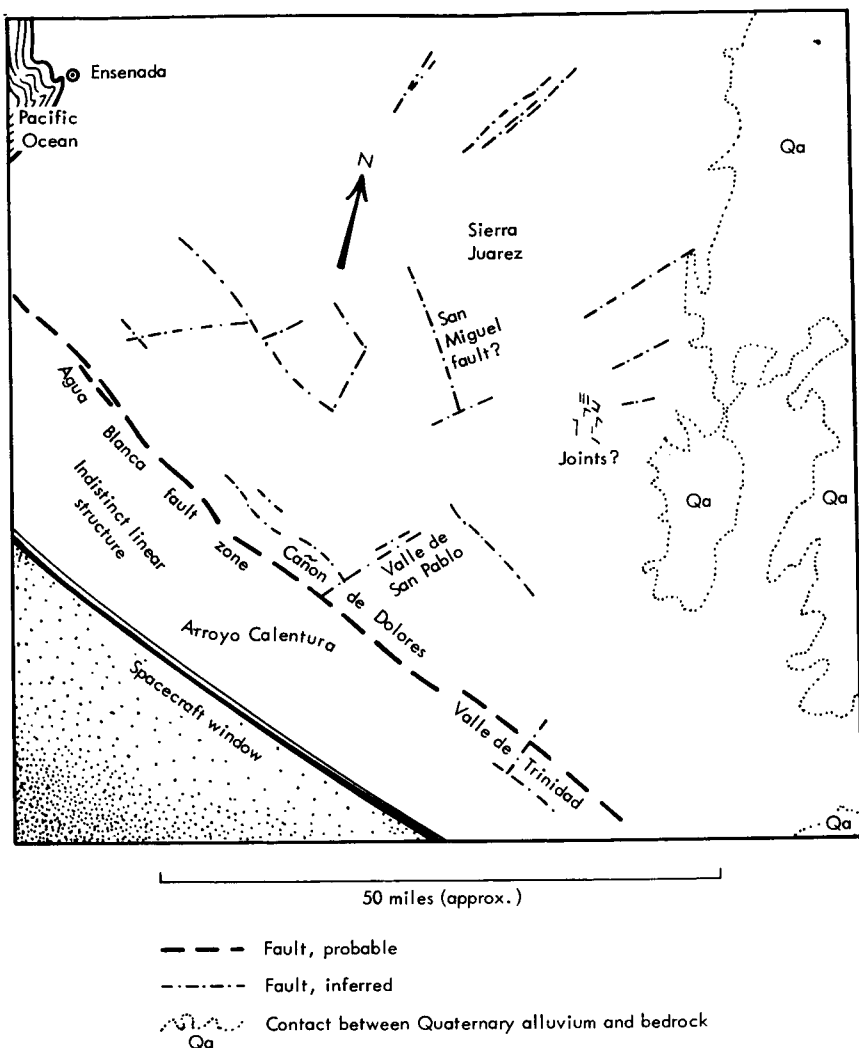 Ensenada
Pacific
Ocean
N
Qa
Sierra
Juarez
San
Miguel
fault?
Agua Blanca fault zone
Indistinct linear
structure
Joints?
Qa
Qa
Cañon de Dolores
Valle de
San Pablo
Arroyo Calentura
Spacecraft window
Valle de Trinidad
Qa
50 miles (approx.)
Fault, probable
Fault, inferred
Contact between Quaternary alluvium and bedrock
Qa